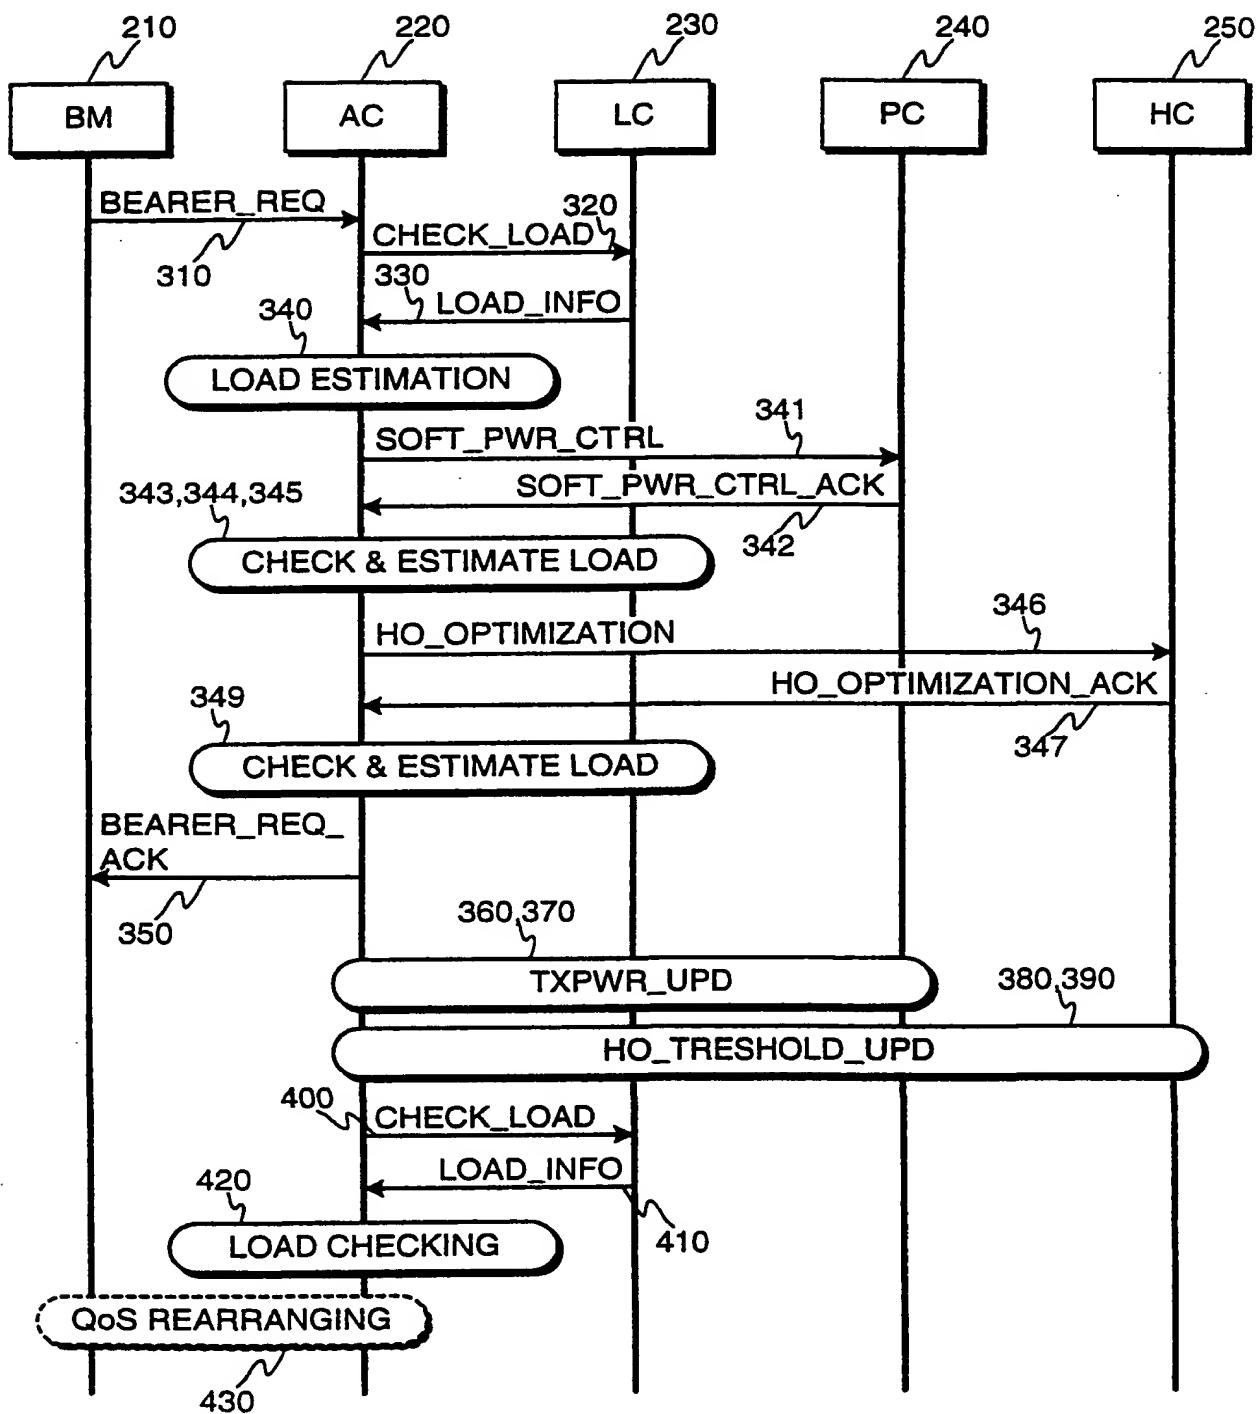 210
220
230
240
250
BM
AC
LC
PC
HC
BEARER_REQ
310
320
CHECK_LOAD
330
LOAD_INFO
340
LOAD ESTIMATION
341
SOFT_PWR_CTRL
SOFT_PWR_CTRL_ACK
342
343,344,345
CHECK & ESTIMATE LOAD
346
HO_OPTIMIZATION
HO_OPTIMIZATION_ACK
347
349
CHECK & ESTIMATE LOAD
BEARER_REQ_
ACK
350
360,370
TXPWR_UPD
380,390
HO_TRESHOLD_UPD
400
CHECK_LOAD
LOAD_INFO
410
420
LOAD CHECKING
QoS REARRANGING
430